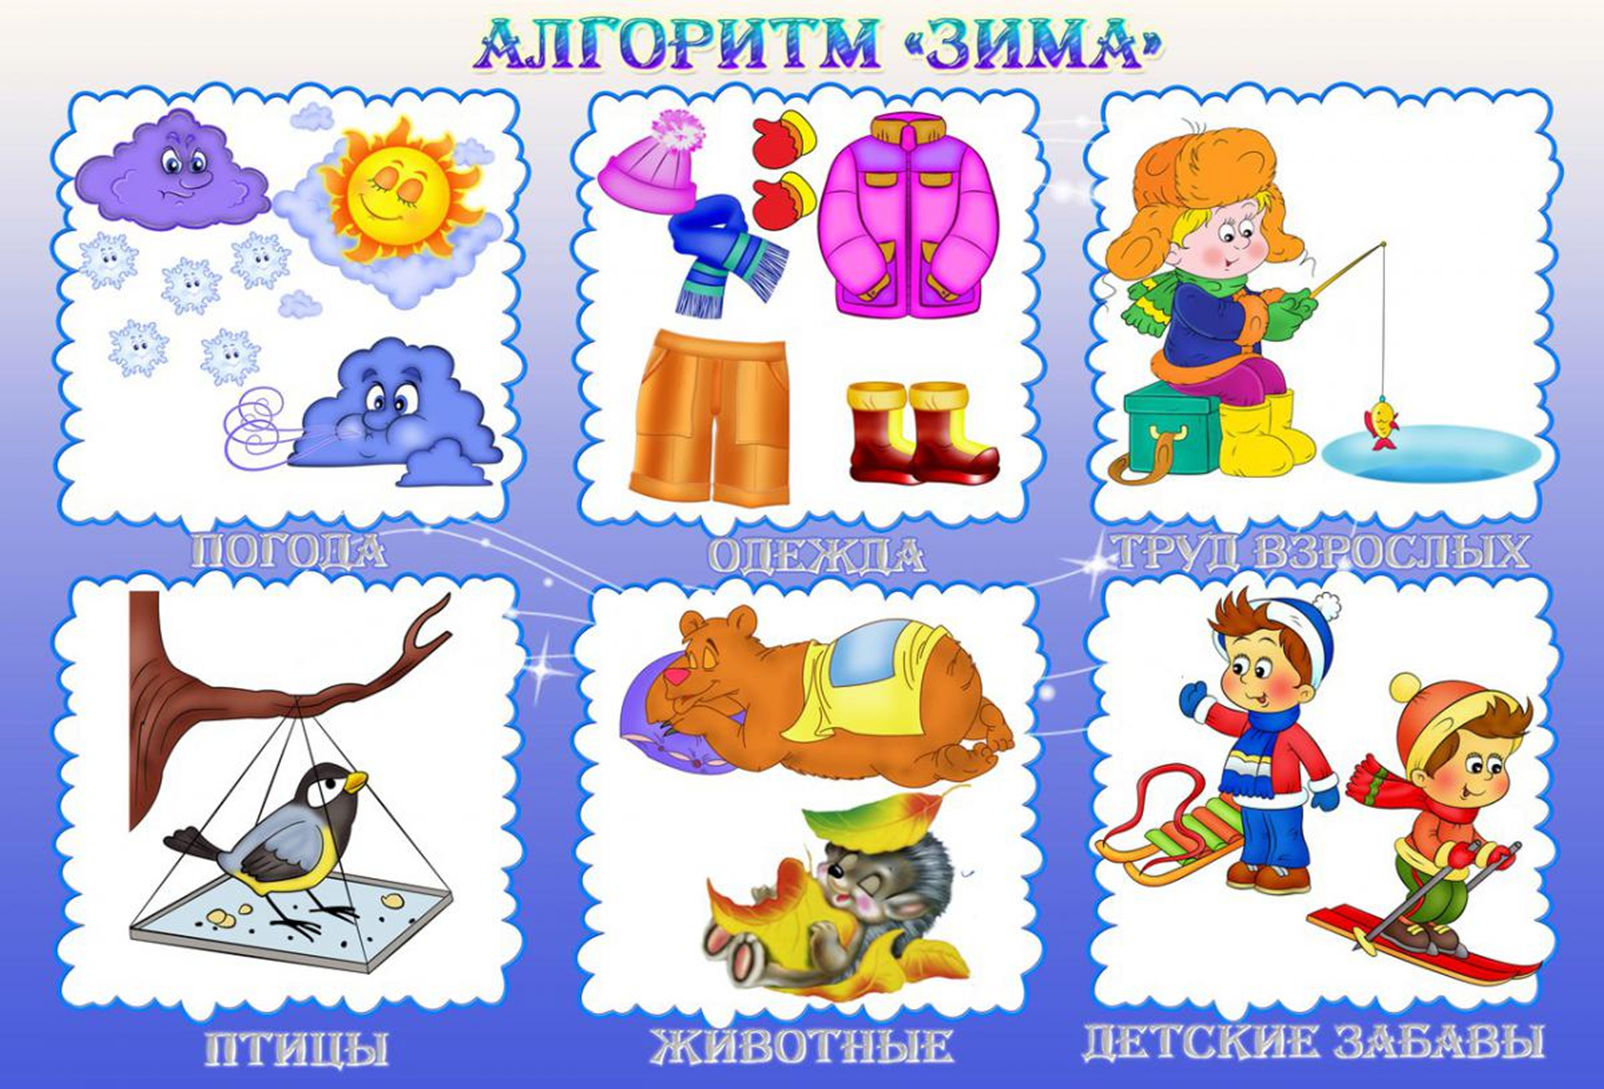 АЛГОРИТМ «ЗИМА»
ПОГОДА
ОДЕЖДА
ТРУД ВЗРОСЛЫХ
ПТИЦЫ
ЖИВОТНЫЕ
ДЕТСКИЕ ЗАБАВЫ